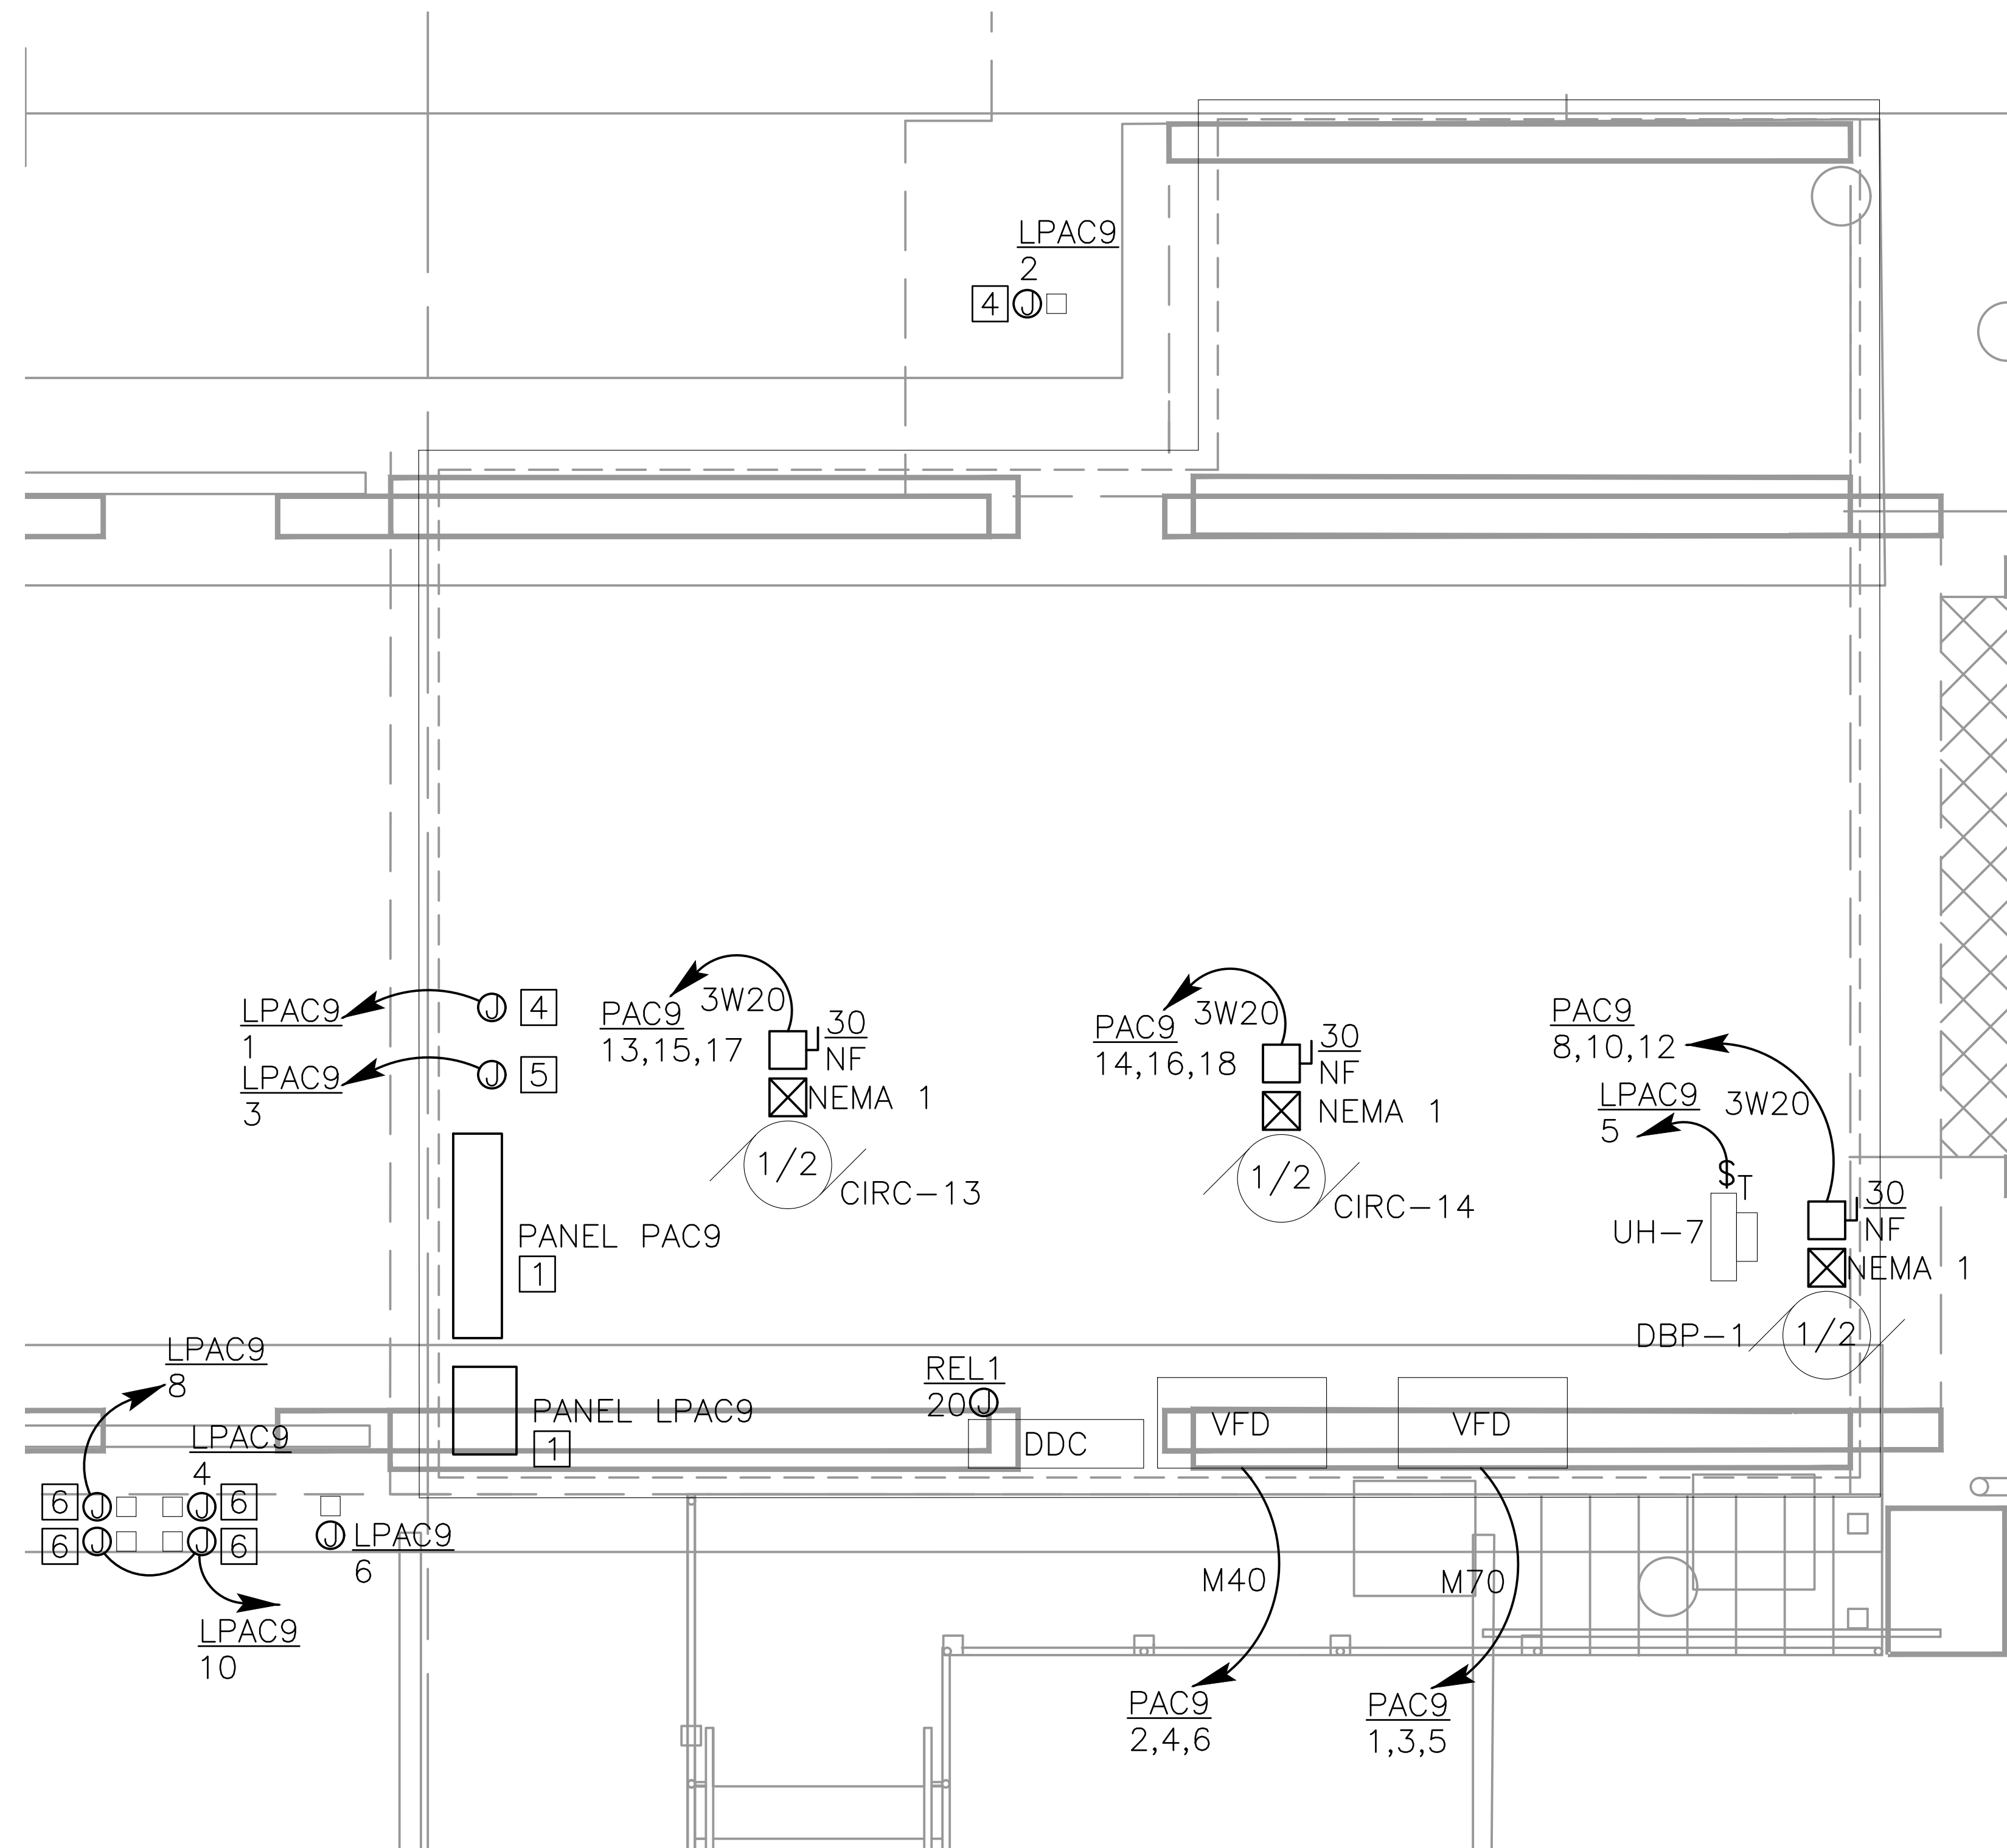 LPAC9
2
4 J
LPAC9
1
J 4
LPAC9
3
J 5
PAC9
13,15,17
3W20
30
NF
NEMA 1
1/2
CIRC-13
PAC9
14,16,18
3W20
30
NF
NEMA 1
1/2
CIRC-14
PAC9
8,10,12
3W20
LPAC9
5
$T
UH-7
30
NF
NEMA 1
DBP-1
1/2
PANEL PAC9
1
PANEL LPAC9
1
REL1
20 J
DDC
VFD
VFD
LPAC9
8
LPAC9
4
6 J
J 6
6 J
J 6
J LPAC9
6
LPAC9
10
M40
M70
PAC9
2,4,6
PAC9
1,3,5